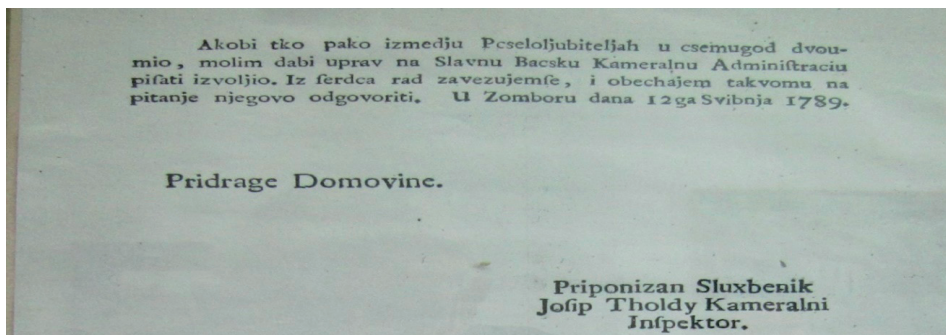 Akobi tko pako izmedju Pcseloljubiteljah u csemugod dvou-
mio, molim dabi uprav na Slavnu Bacsku Kameralnu Adminiſtraciu
piſati izvoljio. Iz ſerdca rad zavezujemſe, i obechajem takvomu na
pitanje njegovo odgovoriti. U Zomboru dana 12ga Svibnja 1789.
Pridrage Domovine.
Priponizan Sluxbenik
Joſip Tholdy Kameralni
Inſpektor.